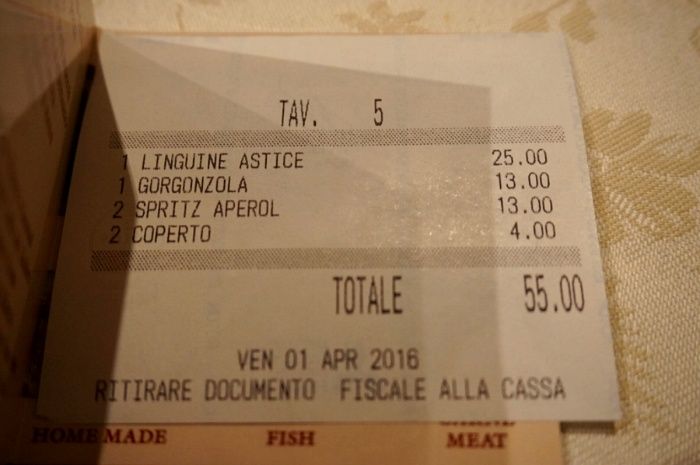 TAV. 5
1 LINGUINE ASTICE 25.00
1 GORGONZOLA 13.00
2 SPRITZ APEROL 13.00
2 COPERTO 4.00
TOTALE 55.00
VEN 01 APR 2016
RITIRARE DOCUMENTO FISCALE ALLA CASSA
HOME MADE FISH MEAT